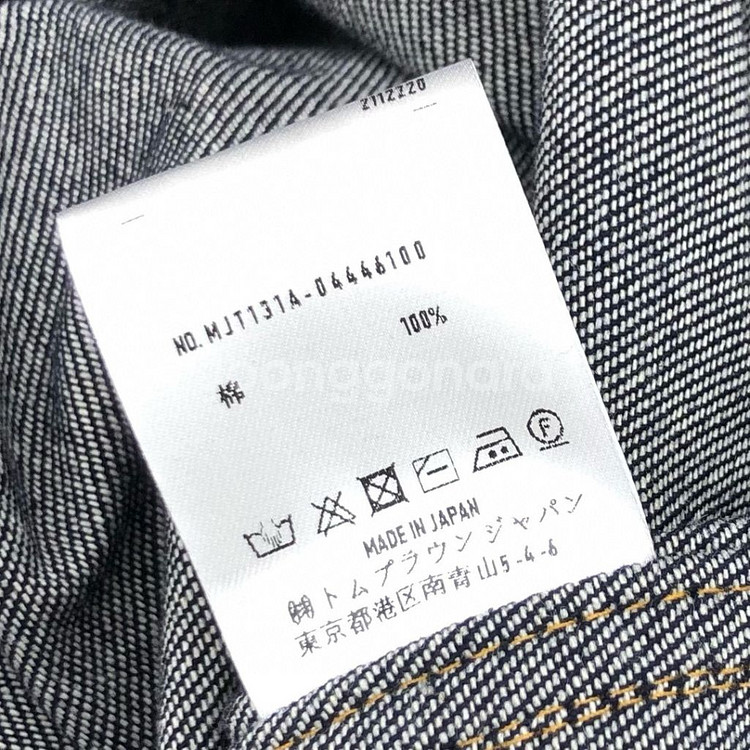 2112220
NO. MJT131A-04446100
100%
棉
F
MADE IN JAPAN
㈱トムブラウンジャパン
東京都港区南青山5-4-6